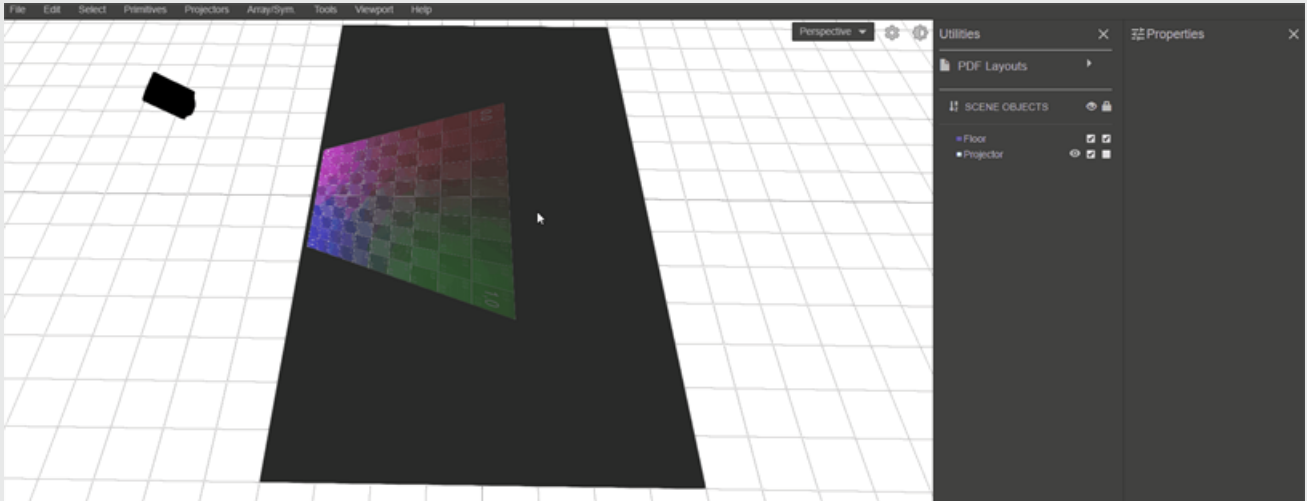 File Edit Select Primitives Projectors Array/Sym. Tools Viewport Help
Perspective
Utilities
PDF Layouts
SCENE OBJECTS
Floor
Projector
Properties